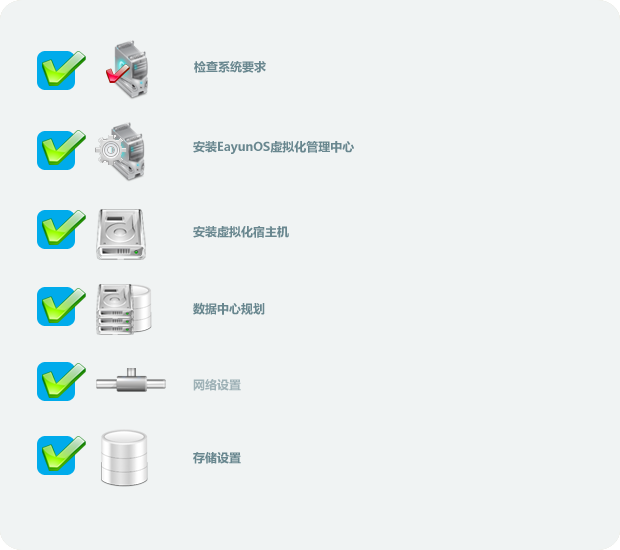 检查系统要求
安装EayunOS虚拟化管理中心
安装虚拟化宿主机
数据中心规划
网络设置
存储设置